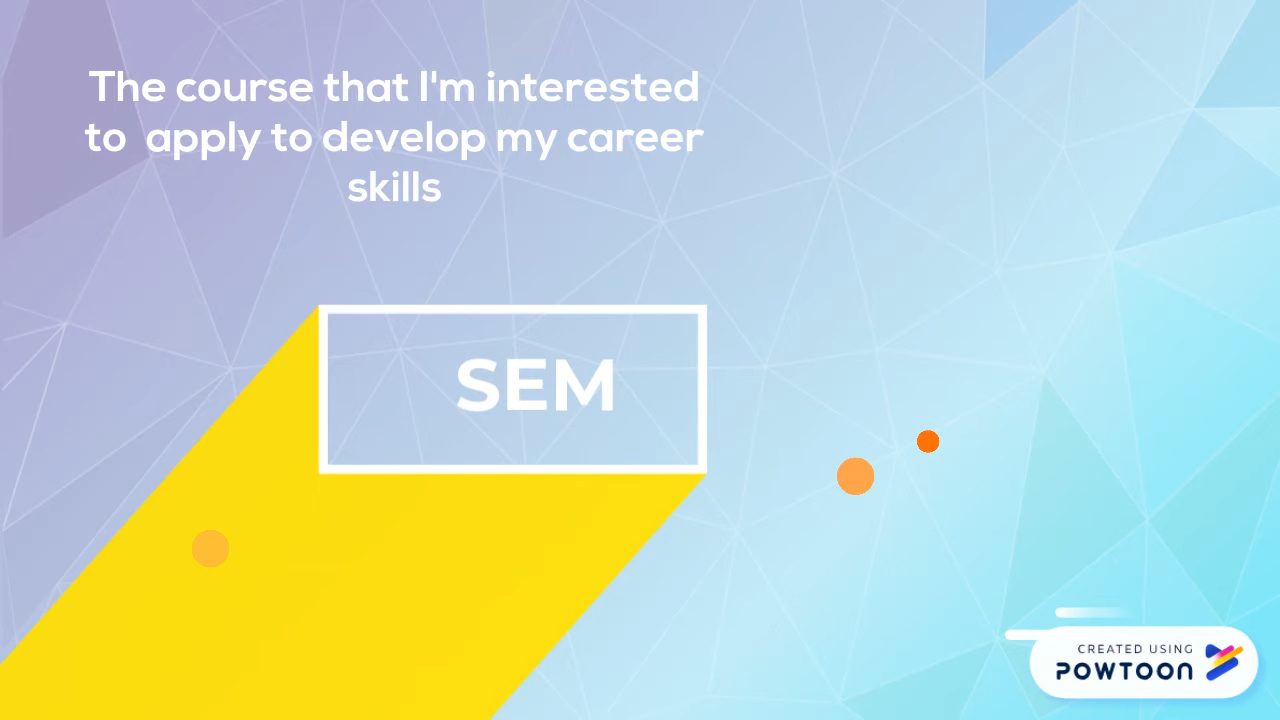 The course that I'm interested
to  apply to develop my career
skills
SEM
CREATED USING
POWTOON